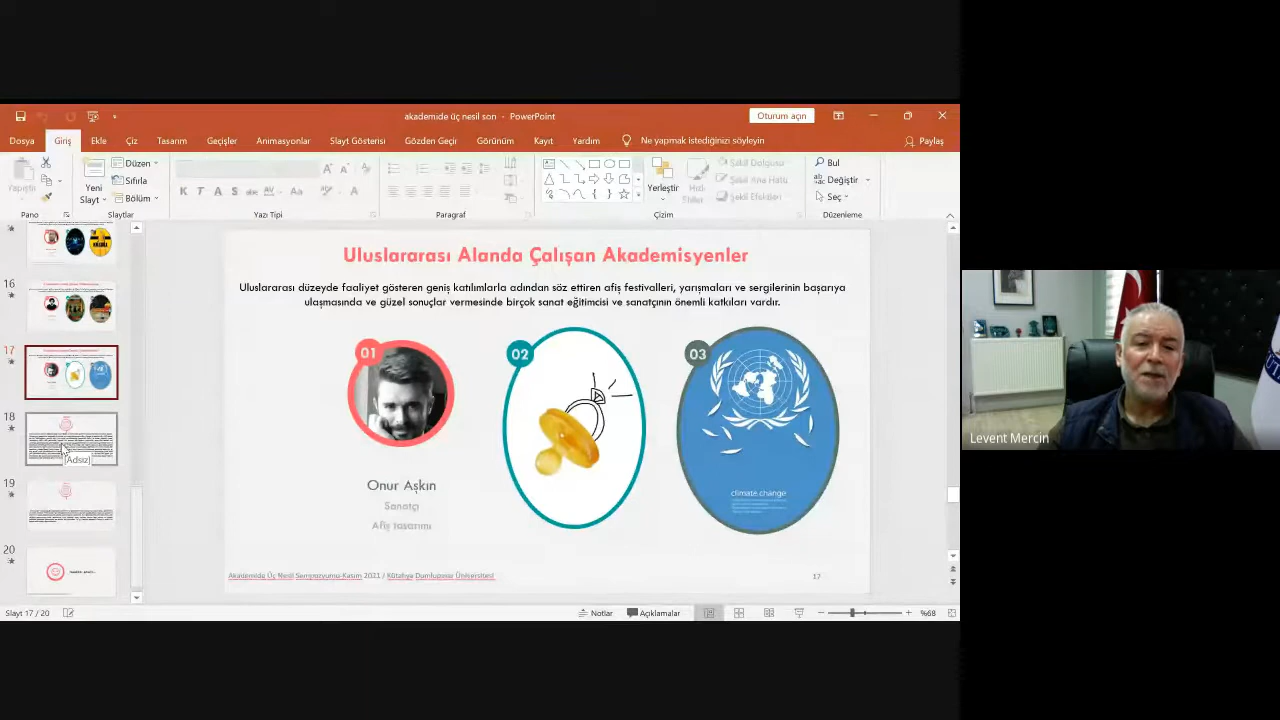 akademide üç nesil son - PowerPoint
Oturum açın
Dosya
Giriş
Ekle
Çiz
Tasarım
Geçişler
Animasyonlar
Slayt Gösterisi
Gözden Geçir
Görünüm
Kayıt
Yardım
Ne yapmak istediğinizi söyleyin
Paylaş
Yapıştır
Yeni
Slayt
Düzen
Sıfırla
Bölüm
Yerleştir
Hızlı
Stiller
Şekil Dolgusu
Şekil Ana Hattı
Şekil Efektleri
Bul
Değiştir
Seç
Pano
Slaytlar
Yazı Tipi
Paragraf
Çizim
Düzenleme
16
17
18
[Adsız]
19
20
Uluslararası Alanda Çalışan Akademisyenler
Uluslararası düzeyde faaliyet gösteren geniş katılımlarla adından söz ettiren afiş festivalleri, yarışmaları ve sergilerinin başarıya
ulaşmasında ve güzel sonuçlar vermesinde birçok sanat eğitimcisi ve sanatçının önemli katkıları vardır.
01
02
03
climate change
Onur Aşkın
Sanatçı
Afiş tasarımı
Akademide Üç Nesil Sempozyumu-Kasım 2021 / Kütahya Dumlupınar Üniversitesi
17
Slayt 17 / 20
Notlar
Açıklamalar
%68
Levent Mercin